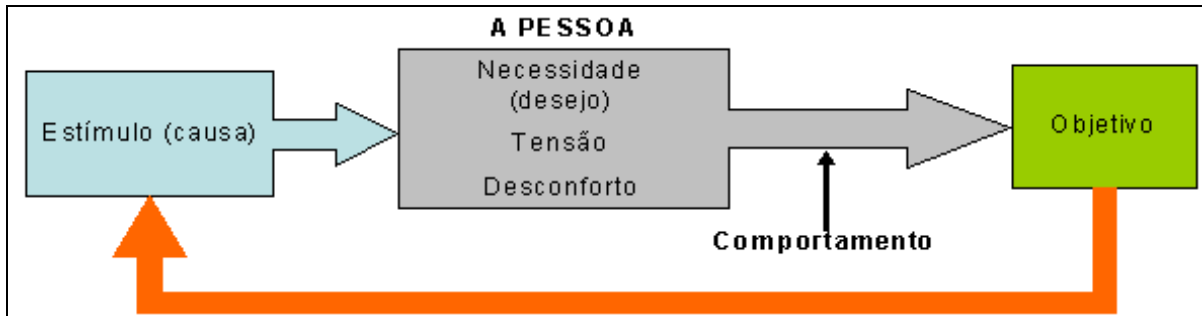 A PESSOA
Estímulo (causa)
Necessidade
(desejo)
Tensão
Desconforto
Comportamento
Objetivo